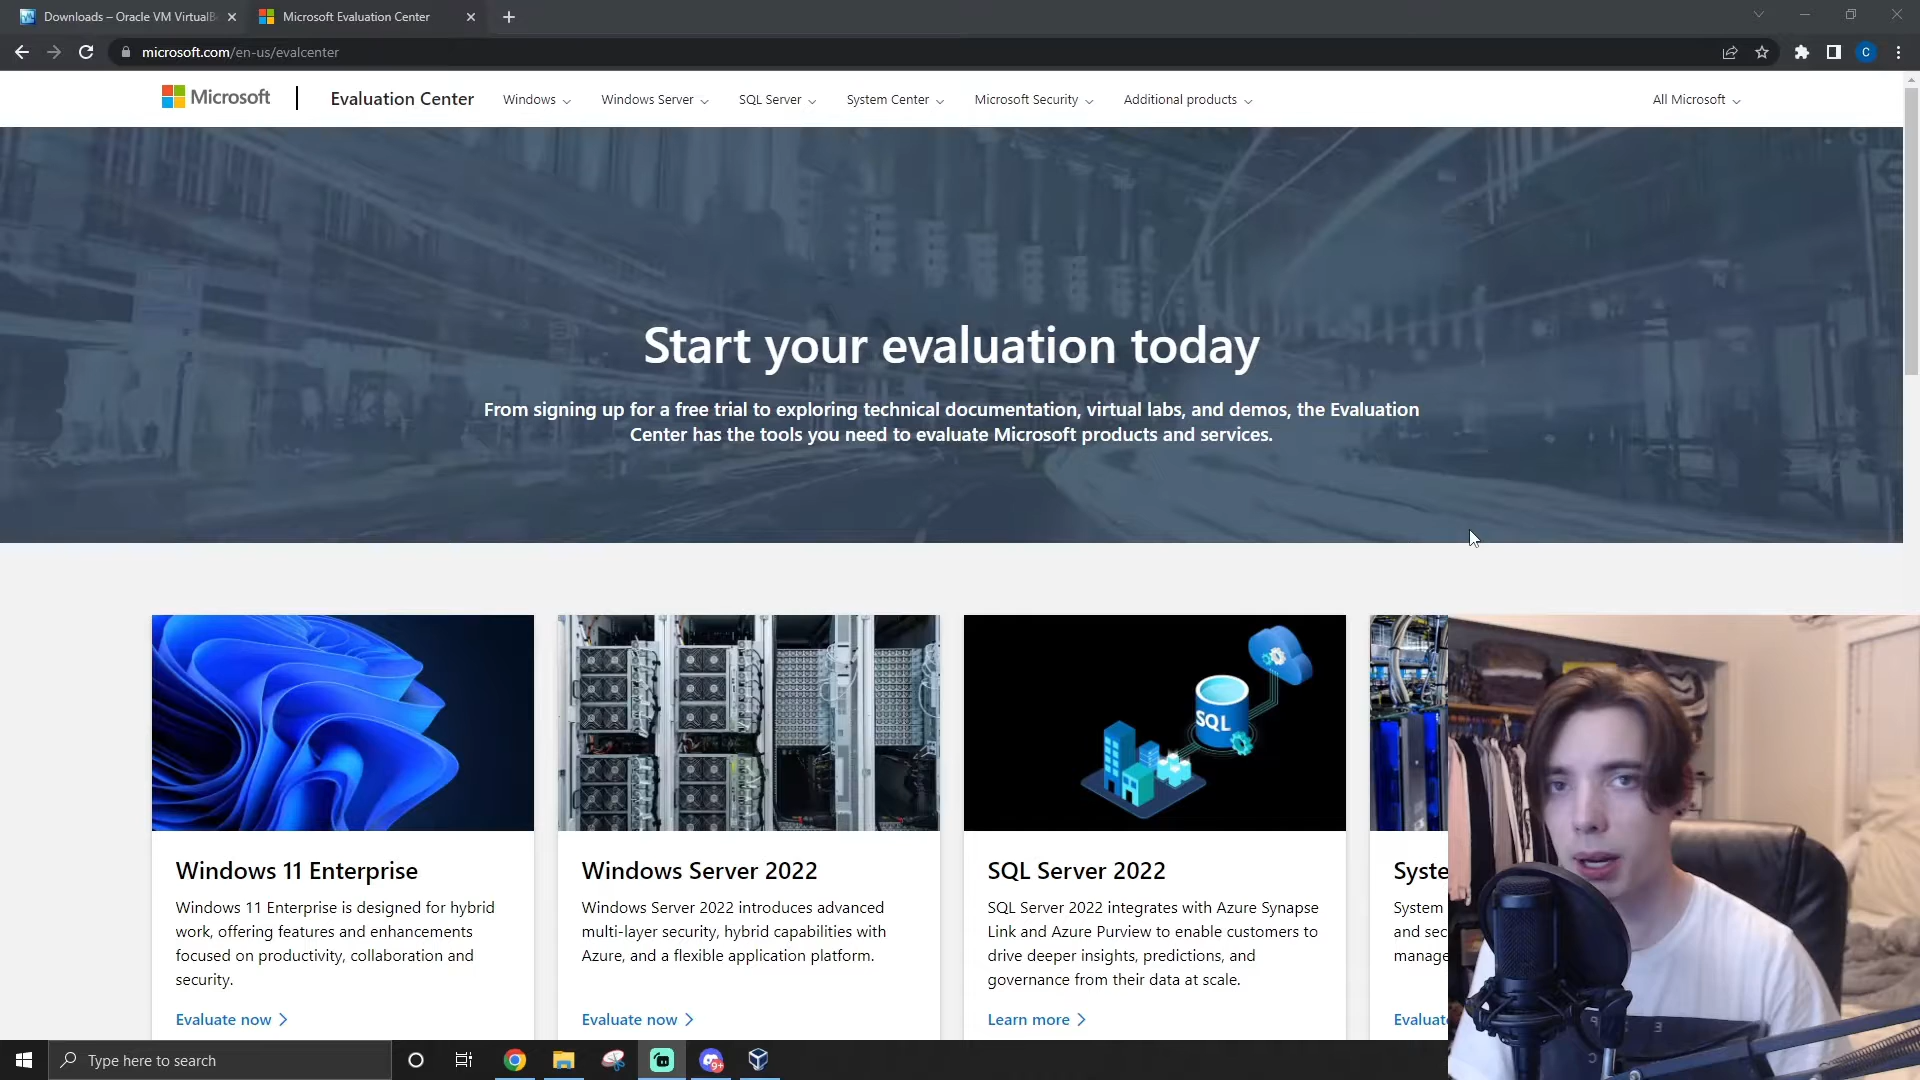 Downloads – Oracle VM VirtualB
Microsoft Evaluation Center
microsoft.com/en-us/evalcenter
C
Microsoft
Evaluation Center
Windows
Windows Server
SQL Server
System Center
Microsoft Security
Additional products
All Microsoft
Start your evaluation today
From signing up for a free trial to exploring technical documentation, virtual labs, and demos, the Evaluation
Center has the tools you need to evaluate Microsoft products and services.
SQL
Windows 11 Enterprise
Windows 11 Enterprise is designed for hybrid
work, offering features and enhancements
focused on productivity, collaboration and
security.
Evaluate now
Windows Server 2022
Windows Server 2022 introduces advanced
multi-layer security, hybrid capabilities with
Azure, and a flexible application platform.
Evaluate now
SQL Server 2022
SQL Server 2022 integrates with Azure Synapse
Link and Azure Purview to enable customers to
drive deeper insights, predictions, and
governance from their data at scale.
Learn more
Syste
System
and sec
manage
Evaluat
Type here to search
9+